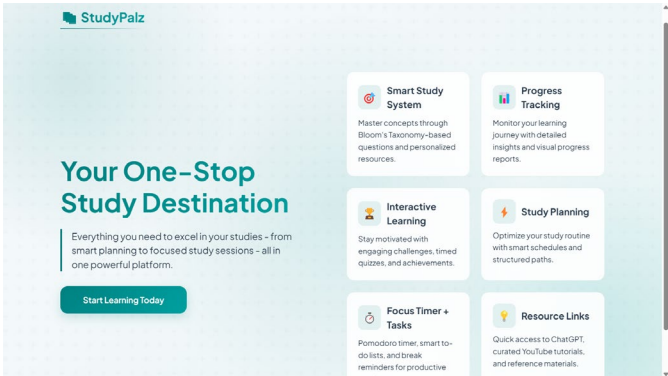 StudyPalz
Your One-Stop
Study Destination
Everything you need to excel in your studies - from
smart planning to focused study sessions - all in
one powerful platform.
Start Learning Today
Smart Study
System
Master concepts through
Bloom's Taxonomy-based
questions and personalized
resources.
Progress
Tracking
Monitor your learning
journey with detailed
insights and visual progress
reports.
Interactive
Learning
Stay motivated with
engaging challenges, timed
quizzes, and achievements.
Study Planning
Optimize your study routine
with smart schedules and
structured paths.
Focus Timer +
Tasks
Pomodoro timer, smart to-
do lists, and break
reminders for productive
Resource Links
Quick access to ChatGPT,
curated YouTube tutorials,
and reference materials.